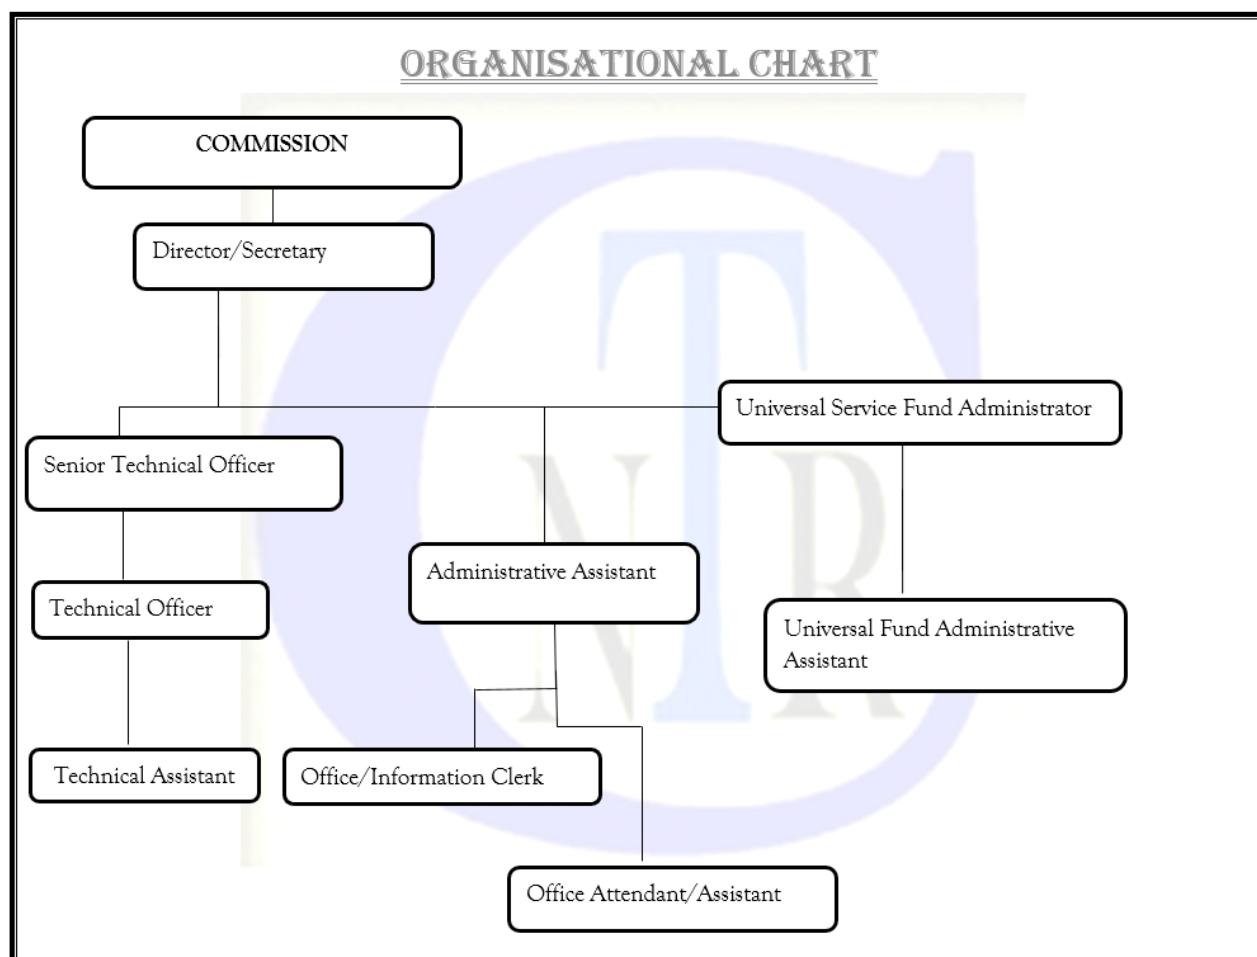 ORGANISATIONAL CHART
COMMISSION
Director/Secretary
Universal Service Fund Administrator
Senior Technical Officer
Administrative Assistant
Technical Officer
Universal Fund Administrative
Assistant
Technical Assistant
Office/Information Clerk
Office Attendant/Assistant
NTRC